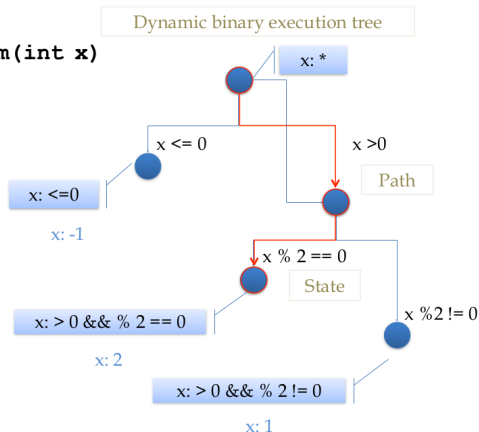 Dynamic binary execution tree
m(int x)
x: *
x <= 0
x >0
Path
x: <=0
x: -1
x % 2 == 0
State
x %2 != 0
x: > 0 && % 2 == 0
x: 2
x: > 0 && % 2 != 0
x: 1